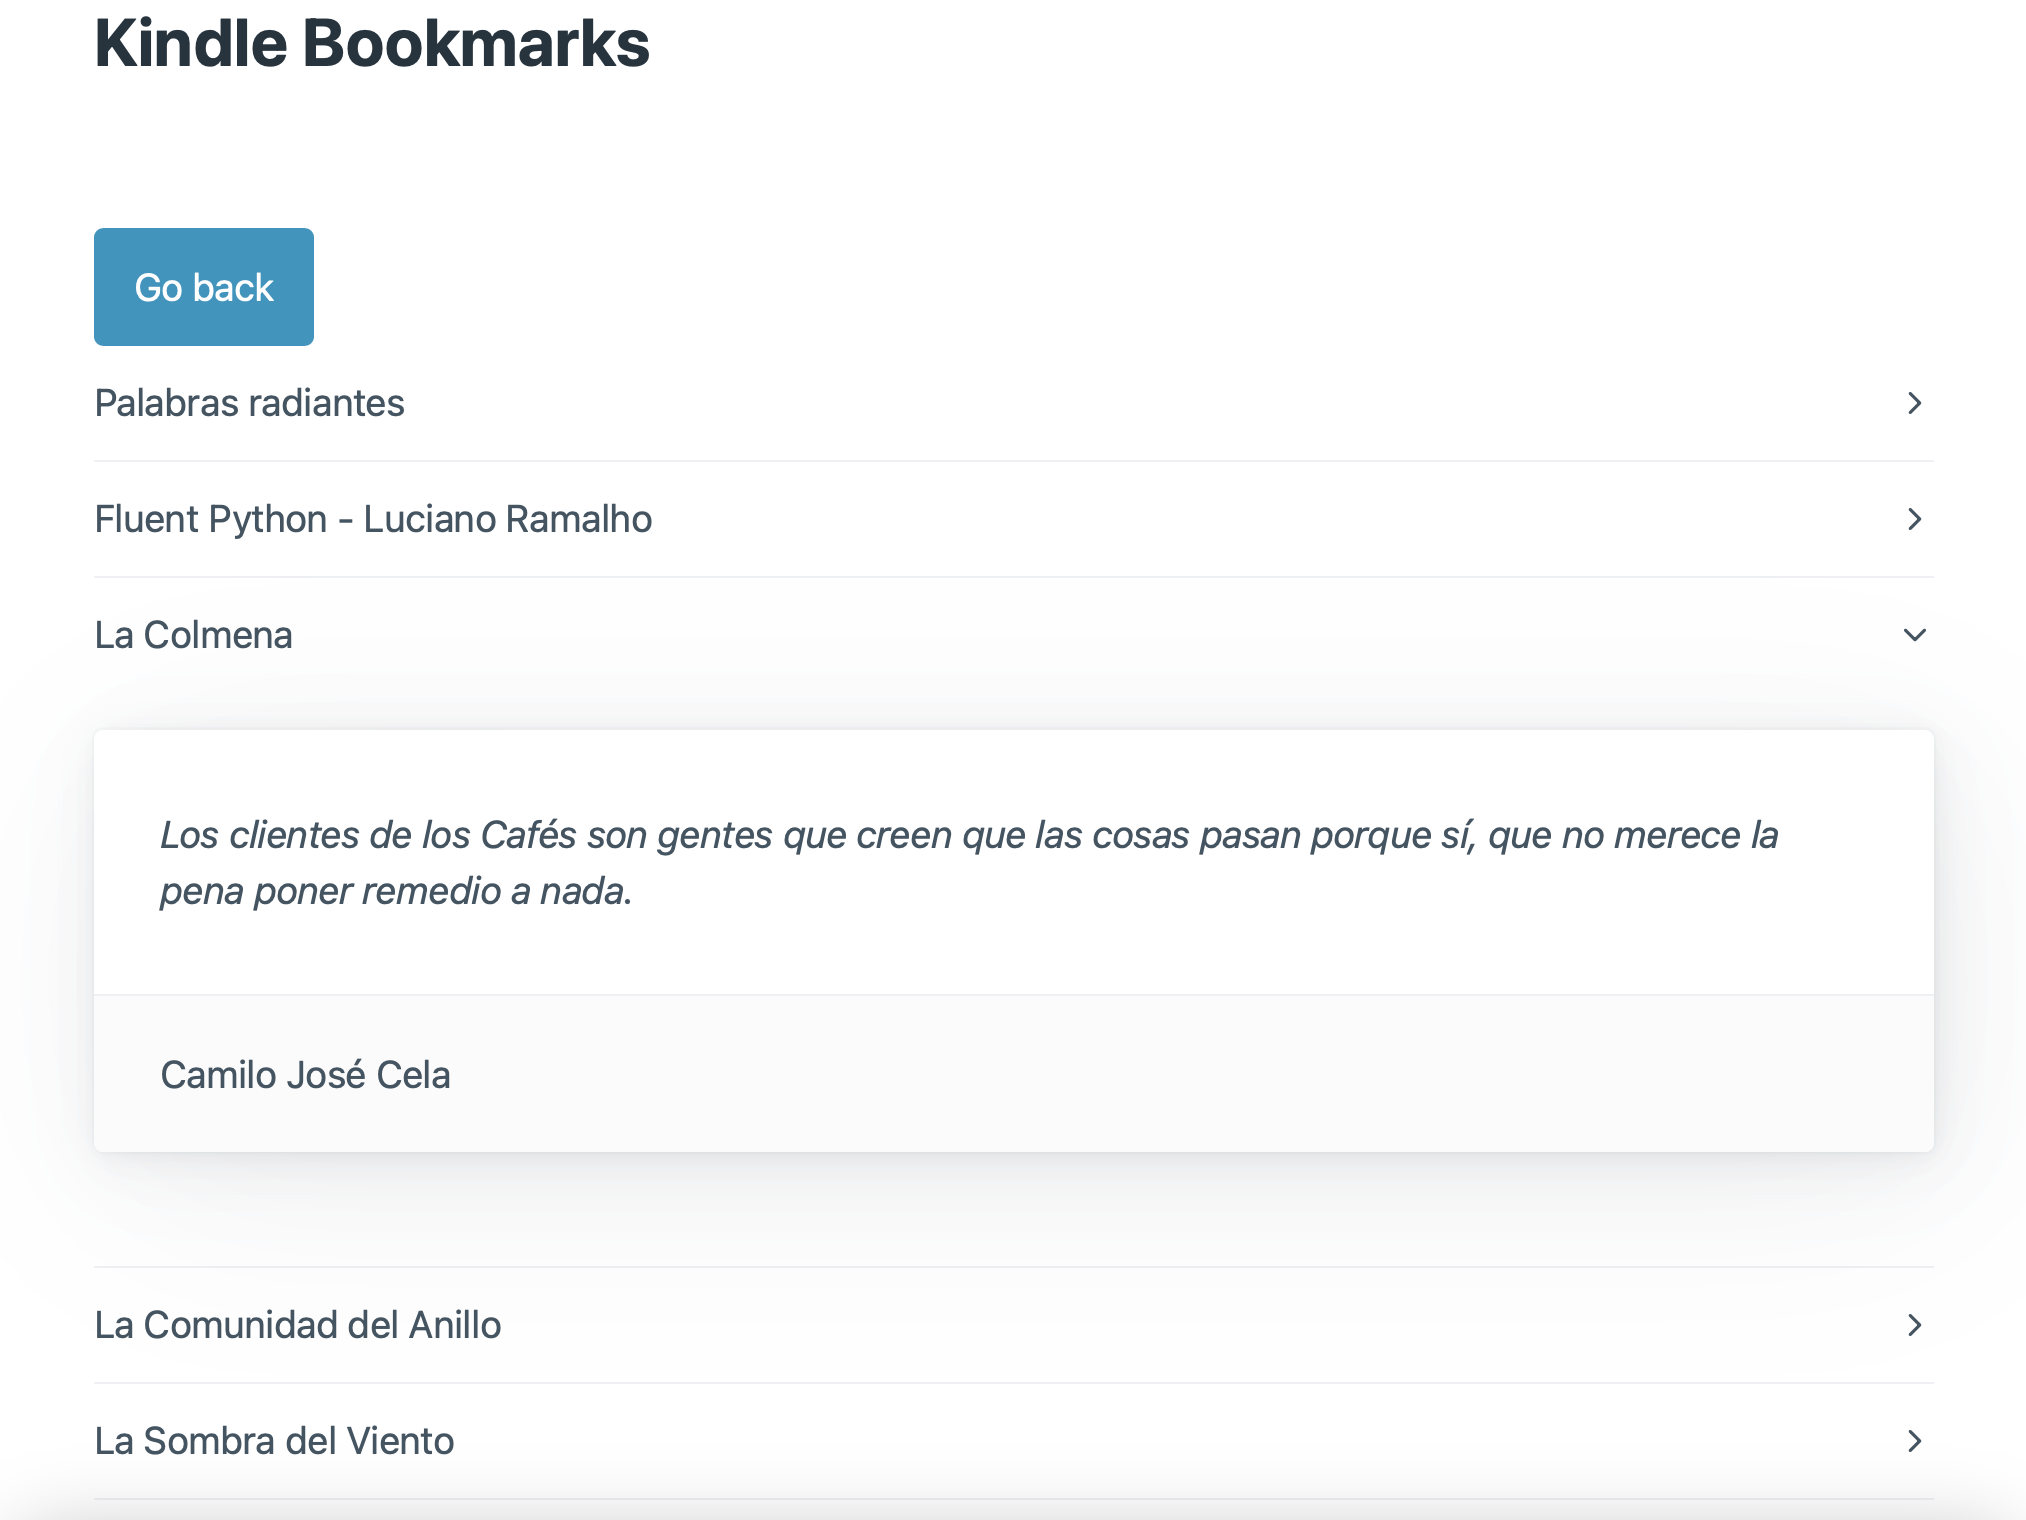 Kindle Bookmarks
Go back
Palabras radiantes
Fluent Python - Luciano Ramalho
La Colmena
Los clientes de los Cafés son gentes que creen que las cosas pasan porque sí, que no merece la
pena poner remedio a nada.
Camilo José Cela
La Comunidad del Anillo
La Sombra del Viento